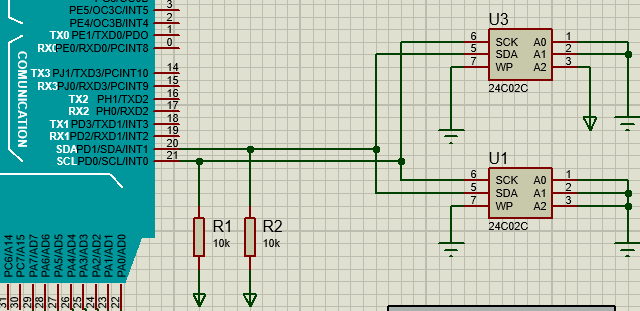 PE5/OC3C/INT5 3
PE4/OC3B/INT4 2
TX0 PE1/TXD0/PDO 1
RX0 PE0/RXD0/PCINT8 0
COMUNICATION
TX3 PJ1/TXD3/PCINT10 14
RX3 PJ0/RXD3/PCINT9 15
TX2 PH1/TXD2 16
RX2 PH0/RXD2 17
TX1 PD3/TXD1/INT3 18
RX1 PD2/RXD1/INT2 19
SDA PD1/SDA/INT1 20
SCL PD0/SCL/INT0 21
PC6/A14
PC7/A15
PA7/AD7
PA6/AD6
PA5/AD5
PA4/AD4
PA3/AD3
PA2/AD2
PA1/AD1
PA0/AD0
31
30
29
28
27
26
25
24
23
22
R1
10k
R2
10k
U3
6 SCK A0 1
5 SDA A1 2
7 WP A2 3
24C02C
U1
6 SCK A0 1
5 SDA A1 2
7 WP A2 3
24C02C